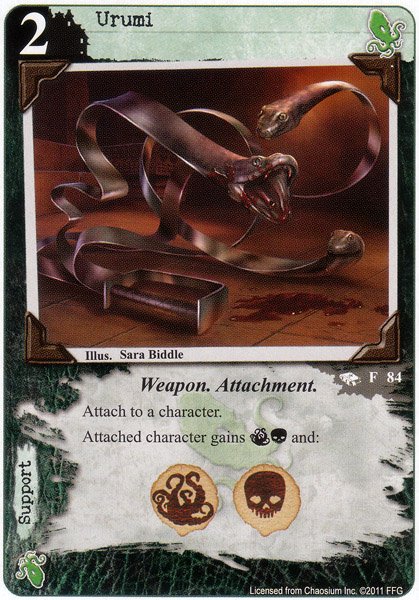 2
Urumi
Illus. Sara Biddle
Weapon. Attachment.
F 84
Attach to a character.
Attached character gains and:
Support
Licensed from Chaosium Inc. ©2011 FFG